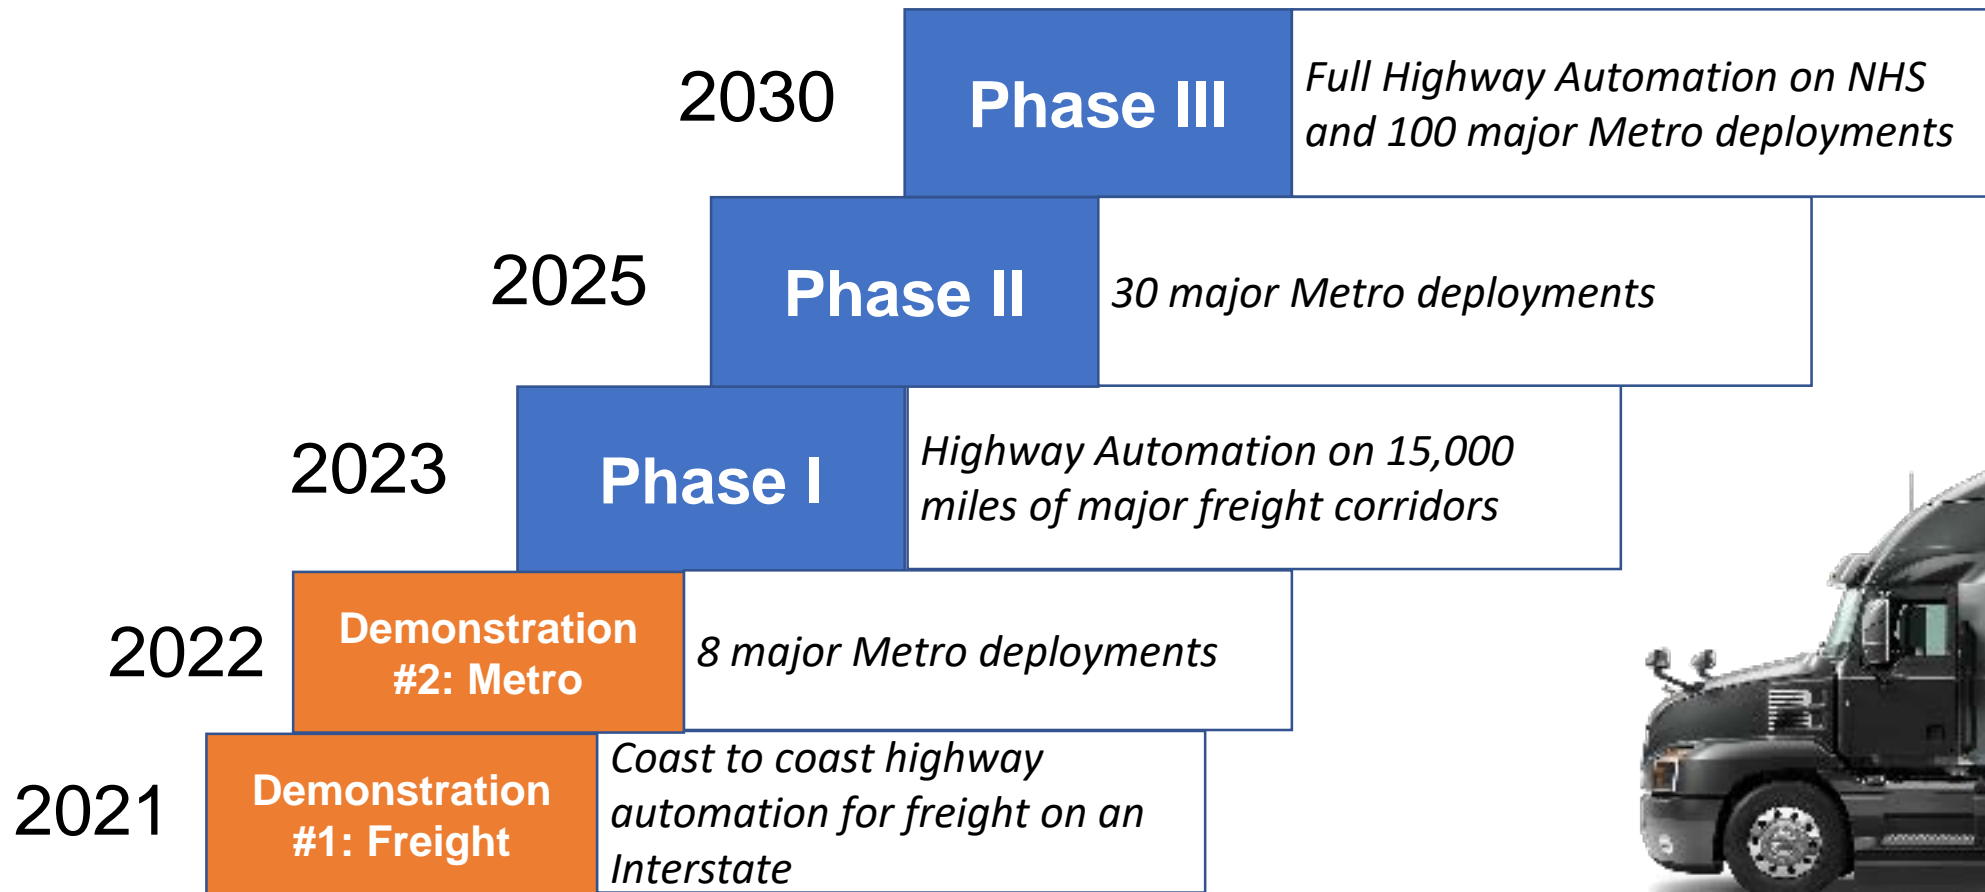 2030
Phase III
Full Highway Automation on NHS
and 100 major Metro deployments
2025
Phase II
30 major Metro deployments
2023
Phase I
Highway Automation on 15,000
miles of major freight corridors
2022
Demonstration
#2: Metro
8 major Metro deployments
2021
Demonstration
#1: Freight
Coast to coast highway
automation for freight on an
Interstate